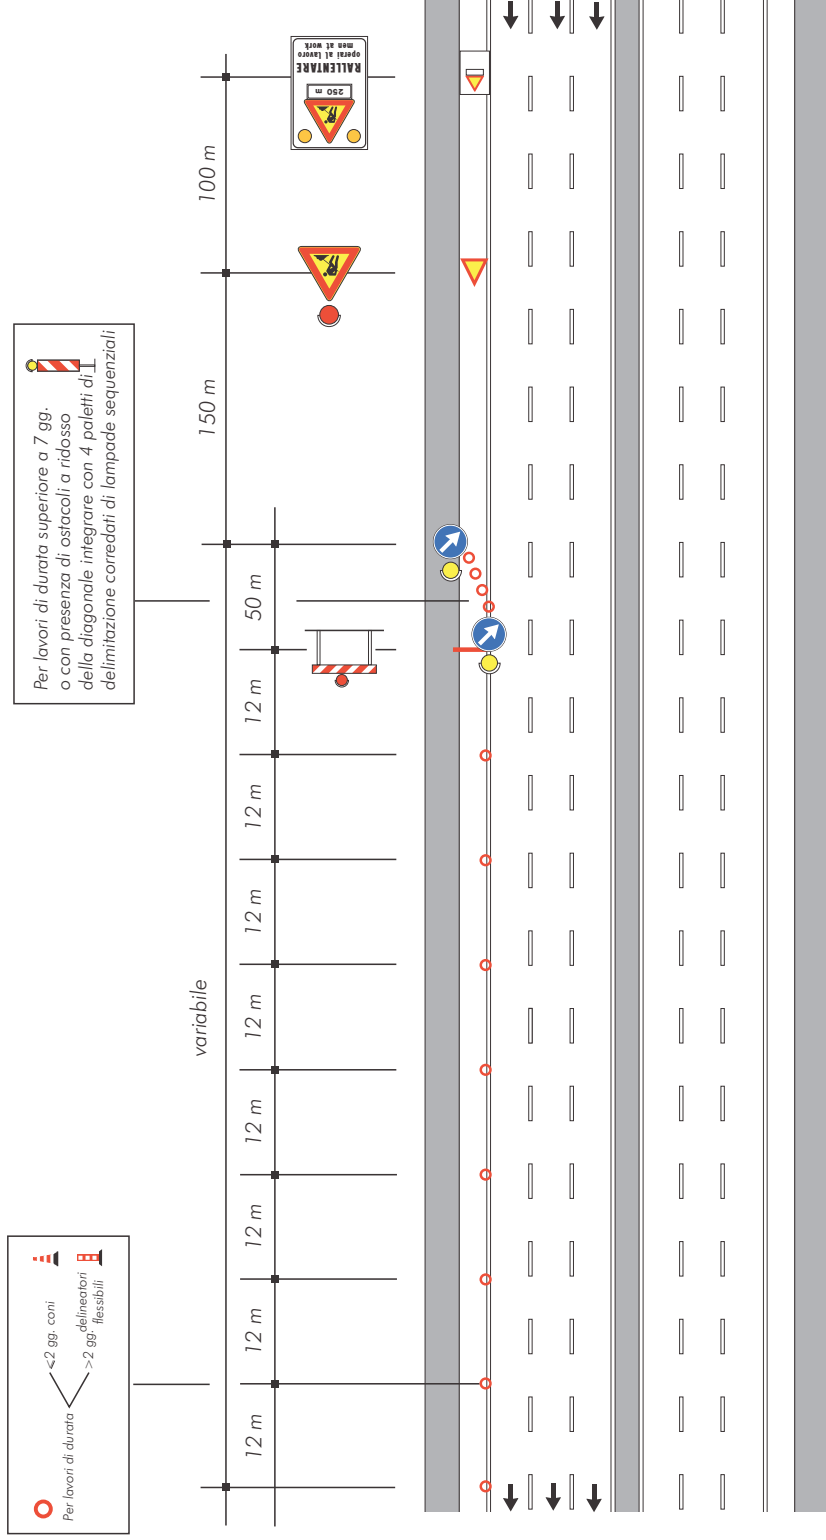 RALLENTARE
operai al lavoro
men at work
250 m
100 m
150 m
Per lavori di durata superiore a 7 gg.
o con presenza di ostacoli a ridosso
della diagonale integrare con 4 paletti di
delimitazione corredati di lampade sequenziali
50 m
12 m
12 m
12 m
12 m
12 m
12 m
12 m
12 m
variabile
Per lavori di durata
<2 gg. coni
>2 gg. delineatori
flessibili